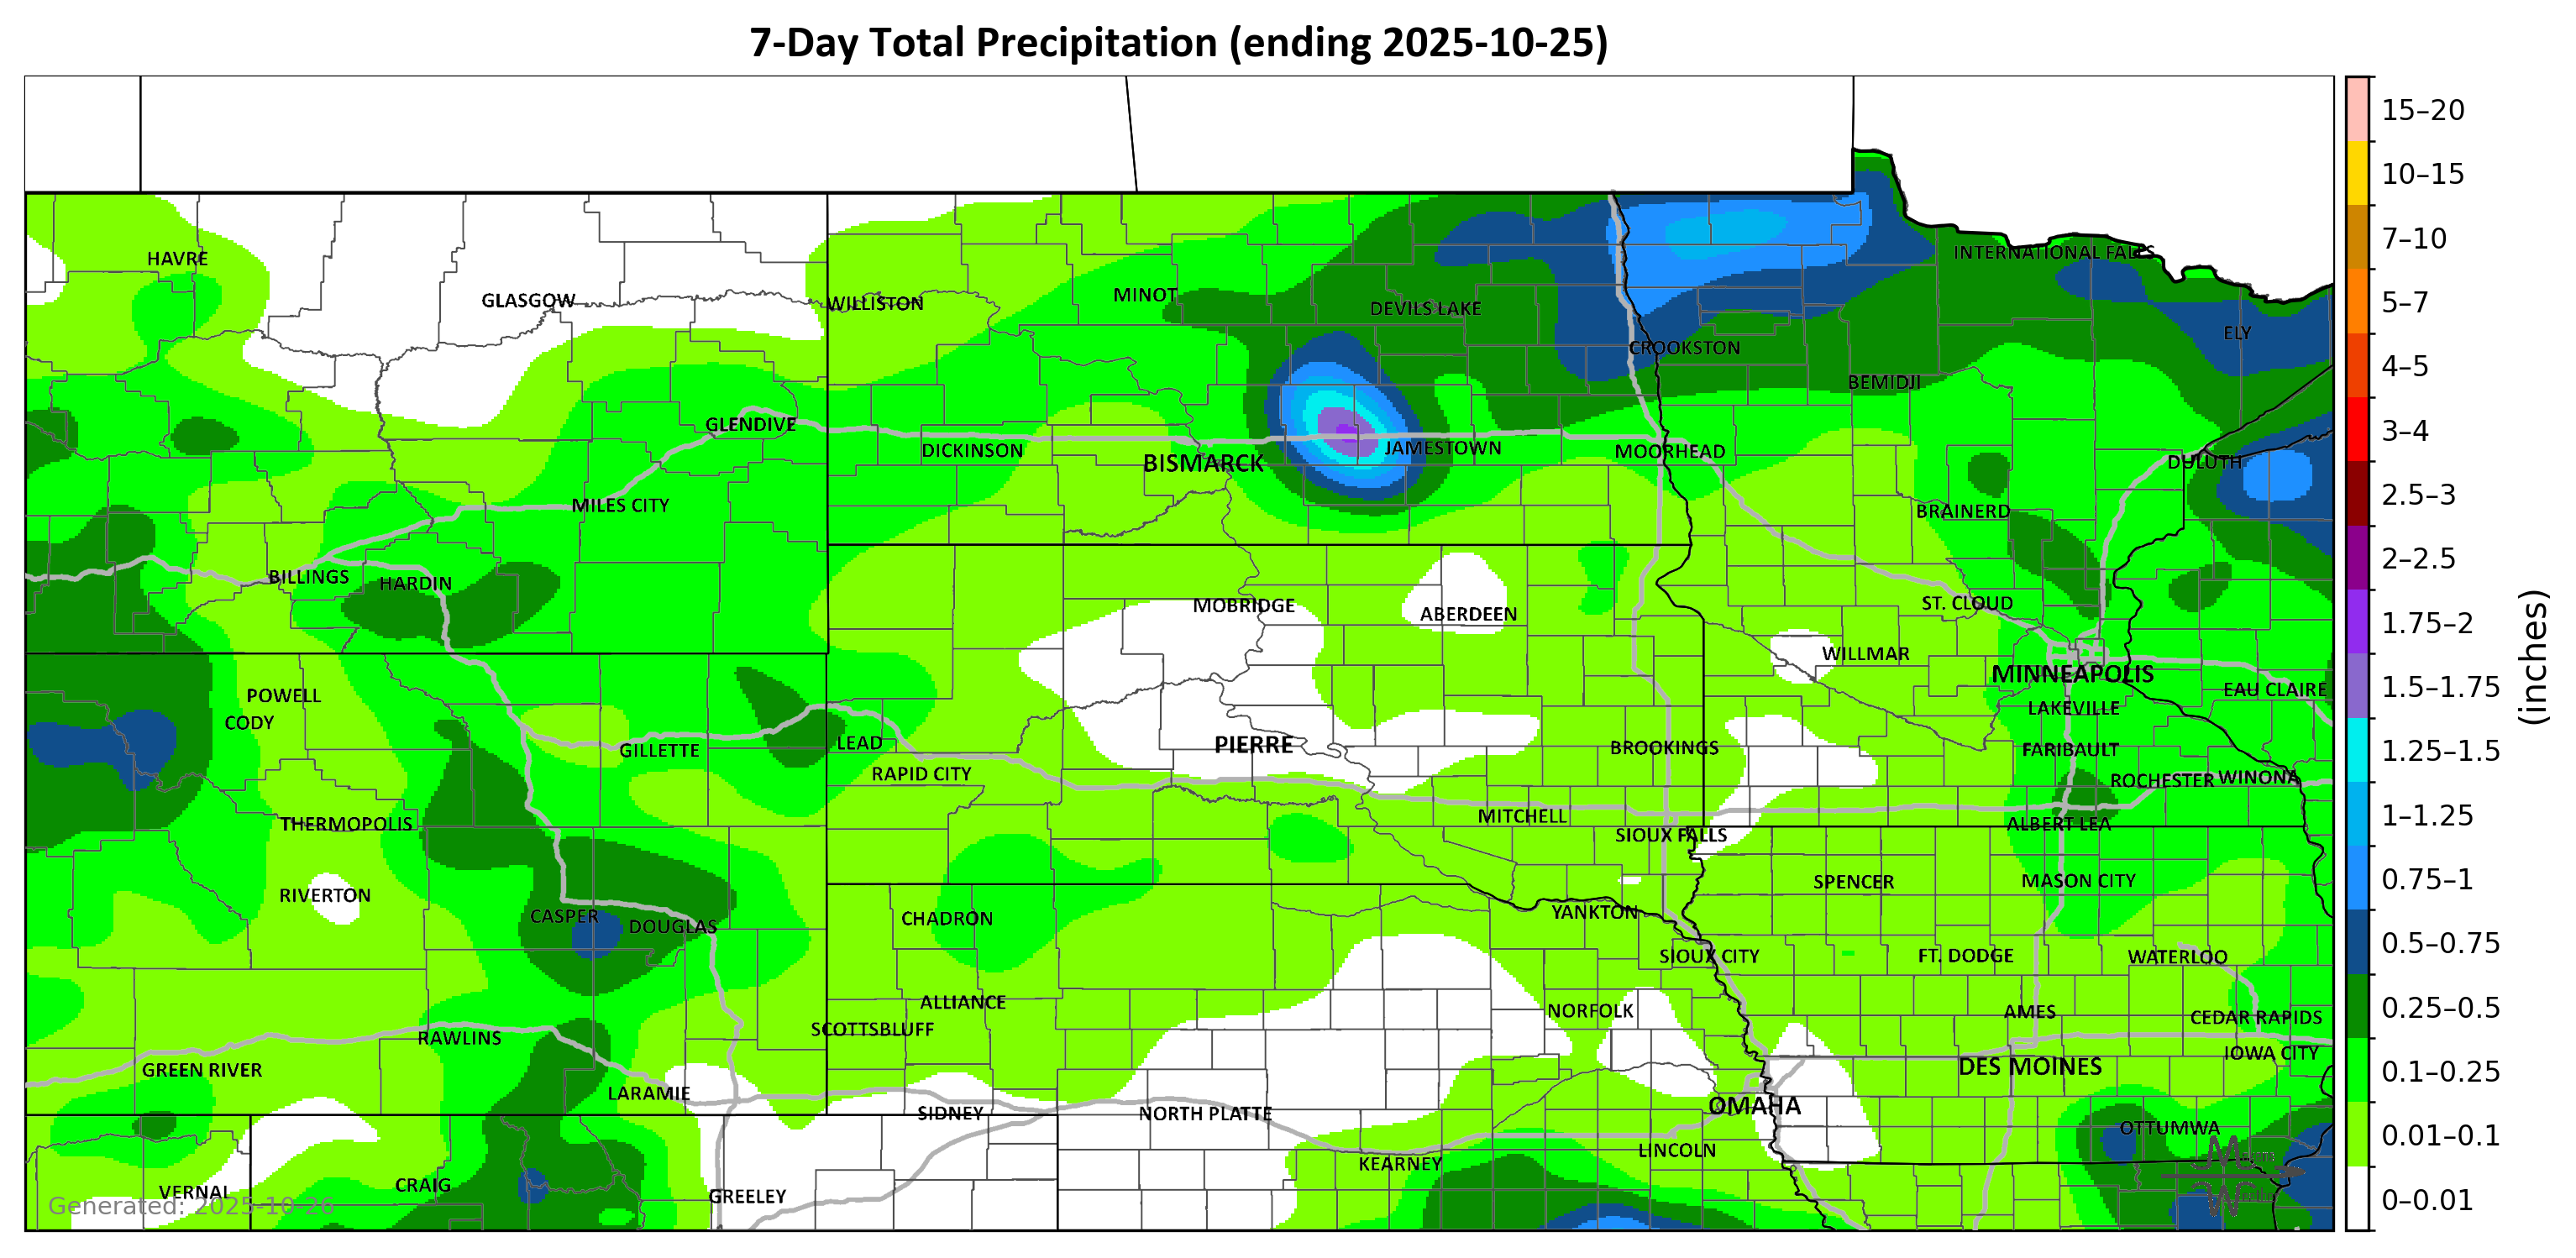 7-Day Total Precipitation (ending 2025-10-25)
15–20
10–15
7–10
5–7
4–5
3–4
2.5–3
2–2.5
1.75–2
1.5–1.75
1.25–1.5
1–1.25
0.75–1
0.5–0.75
0.25–0.5
0.1–0.25
0.01–0.1
0–0.01
(inches)
HAVRE
INTERNATIONAL FALLS
GLASGOW
WILLISTON
MINOT
DEVILS LAKE
ELY
CROOKSTON
BEMIDJI
GLENDIVE
DICKINSON
BISMARCK
JAMESTOWN
MOORHEAD
DULUTH
MILES CITY
BRAINERD
BILLINGS
HARDIN
MOBRIDGE
ABERDEEN
ST. CLOUD
WILLMAR
MINNEAPOLIS
POWELL
EAU CLAIRE
CODY
LAKEVILLE
GILLETTE
LEAD
PIERRE
BROOKINGS
FARIBAULT
RAPID CITY
ROCHESTER
WINONA
THERMOPOLIS
MITCHELL
SIOUX FALLS
ALBERT LEA
RIVERTON
SPENCER
MASON CITY
CASPER
DOUGLAS
CHADRON
YANKTON
SIOUX CITY
FT. DODGE
WATERLOO
ALLIANCE
NORFOLK
AMES
CEDAR RAPIDS
SCOTTSBLUFF
RAWLINS
IOWA CITY
GREEN RIVER
DES MOINES
LARAMIE
SIDNEY
NORTH PLATTE
OMAHA
OTTUMWA
LINCOLN
KEARNEY
VERNAL
CRAIG
GREELEY
Generated: 2025-10-26